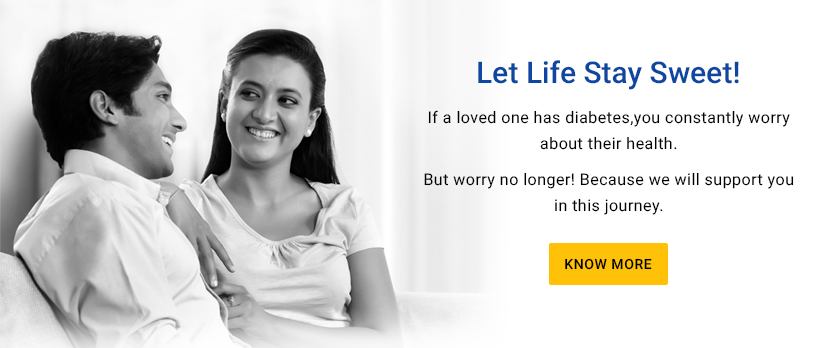 Let Life Stay Sweet!
If a loved one has diabetes,you constantly worry
about their health.
But worry no longer! Because we will support you
in this journey.
KNOW MORE